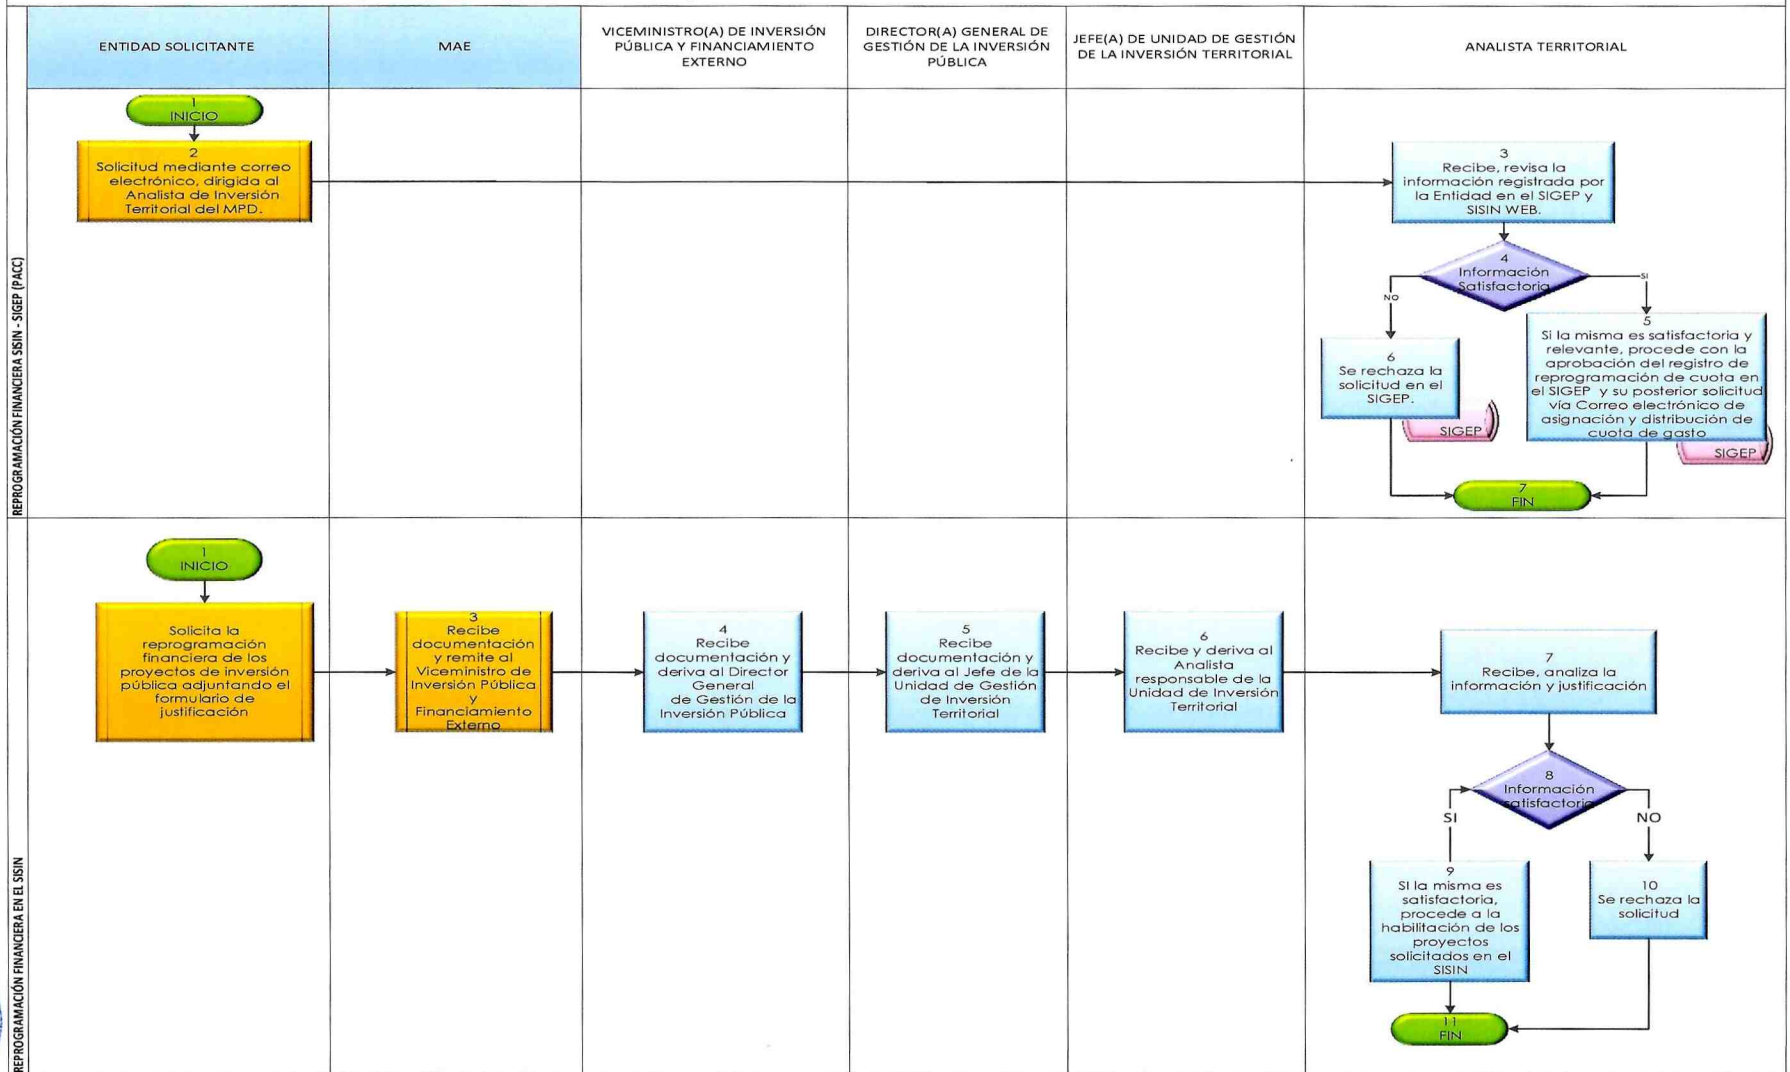 ENTIDAD SOLICITANTE
MAE
VICEMINISTRO(A) DE INVERSIÓN
PÚBLICA Y FINANCIAMIENTO
EXTERNO
DIRECTOR(A) GENERAL DE
GESTIÓN DE LA INVERSIÓN
PÚBLICA
JEFE(A) DE UNIDAD DE GESTIÓN
DE LA INVERSIÓN TERRITORIAL
ANALISTA TERRITORIAL
REPROGRAMACIÓN FINANCIERA SISIN - SIGEP (PACC)
1
INICIO
2
Solicitud mediante correo
electrónico, dirigida al
Analista de Inversión
Territorial del MPD.
3
Recibe, revisa la
información registrada por
la Entidad en el SIGEP y
SISIN WEB.
4
Información
Satisfactoria
NO
SI
6
Se rechaza la
solicitud en el
SIGEP.
SIGEP
5
Si la misma es satisfactoria y
relevante, procede con la
aprobación del registro de
reprogramación de cuota en
el SIGEP y su posterior solicitud
vía Correo electrónico de
asignación y distribución de
cuota de gasto
SIGEP
7
FIN
REPROGRAMACIÓN FINANCIERA EN EL SISIN
1
INICIO
Solicita la
reprogramación
financiera de los
proyectos de inversión
pública adjuntando el
formulario de
justificación
3
Recibe
documentación
y remite al
Viceministro de
Inversión Pública
y
Financiamiento
Externo
4
Recibe
documentación y
deriva al Director
General
de Gestión de la
Inversión Pública
5
Recibe
documentación y
deriva al Jefe de la
Unidad de Gestión
de Inversión
Territorial
6
Recibe y deriva al
Analista
responsable de la
Unidad de Inversión
Territorial
7
Recibe, analiza la
información y justificación
8
Información
satisfactoria
SI
NO
9
SI la misma es
satisfactoria,
procede a la
habilitación de los
proyectos
solicitados en el
SISIN
10
Se rechaza la
solicitud
11
FIN